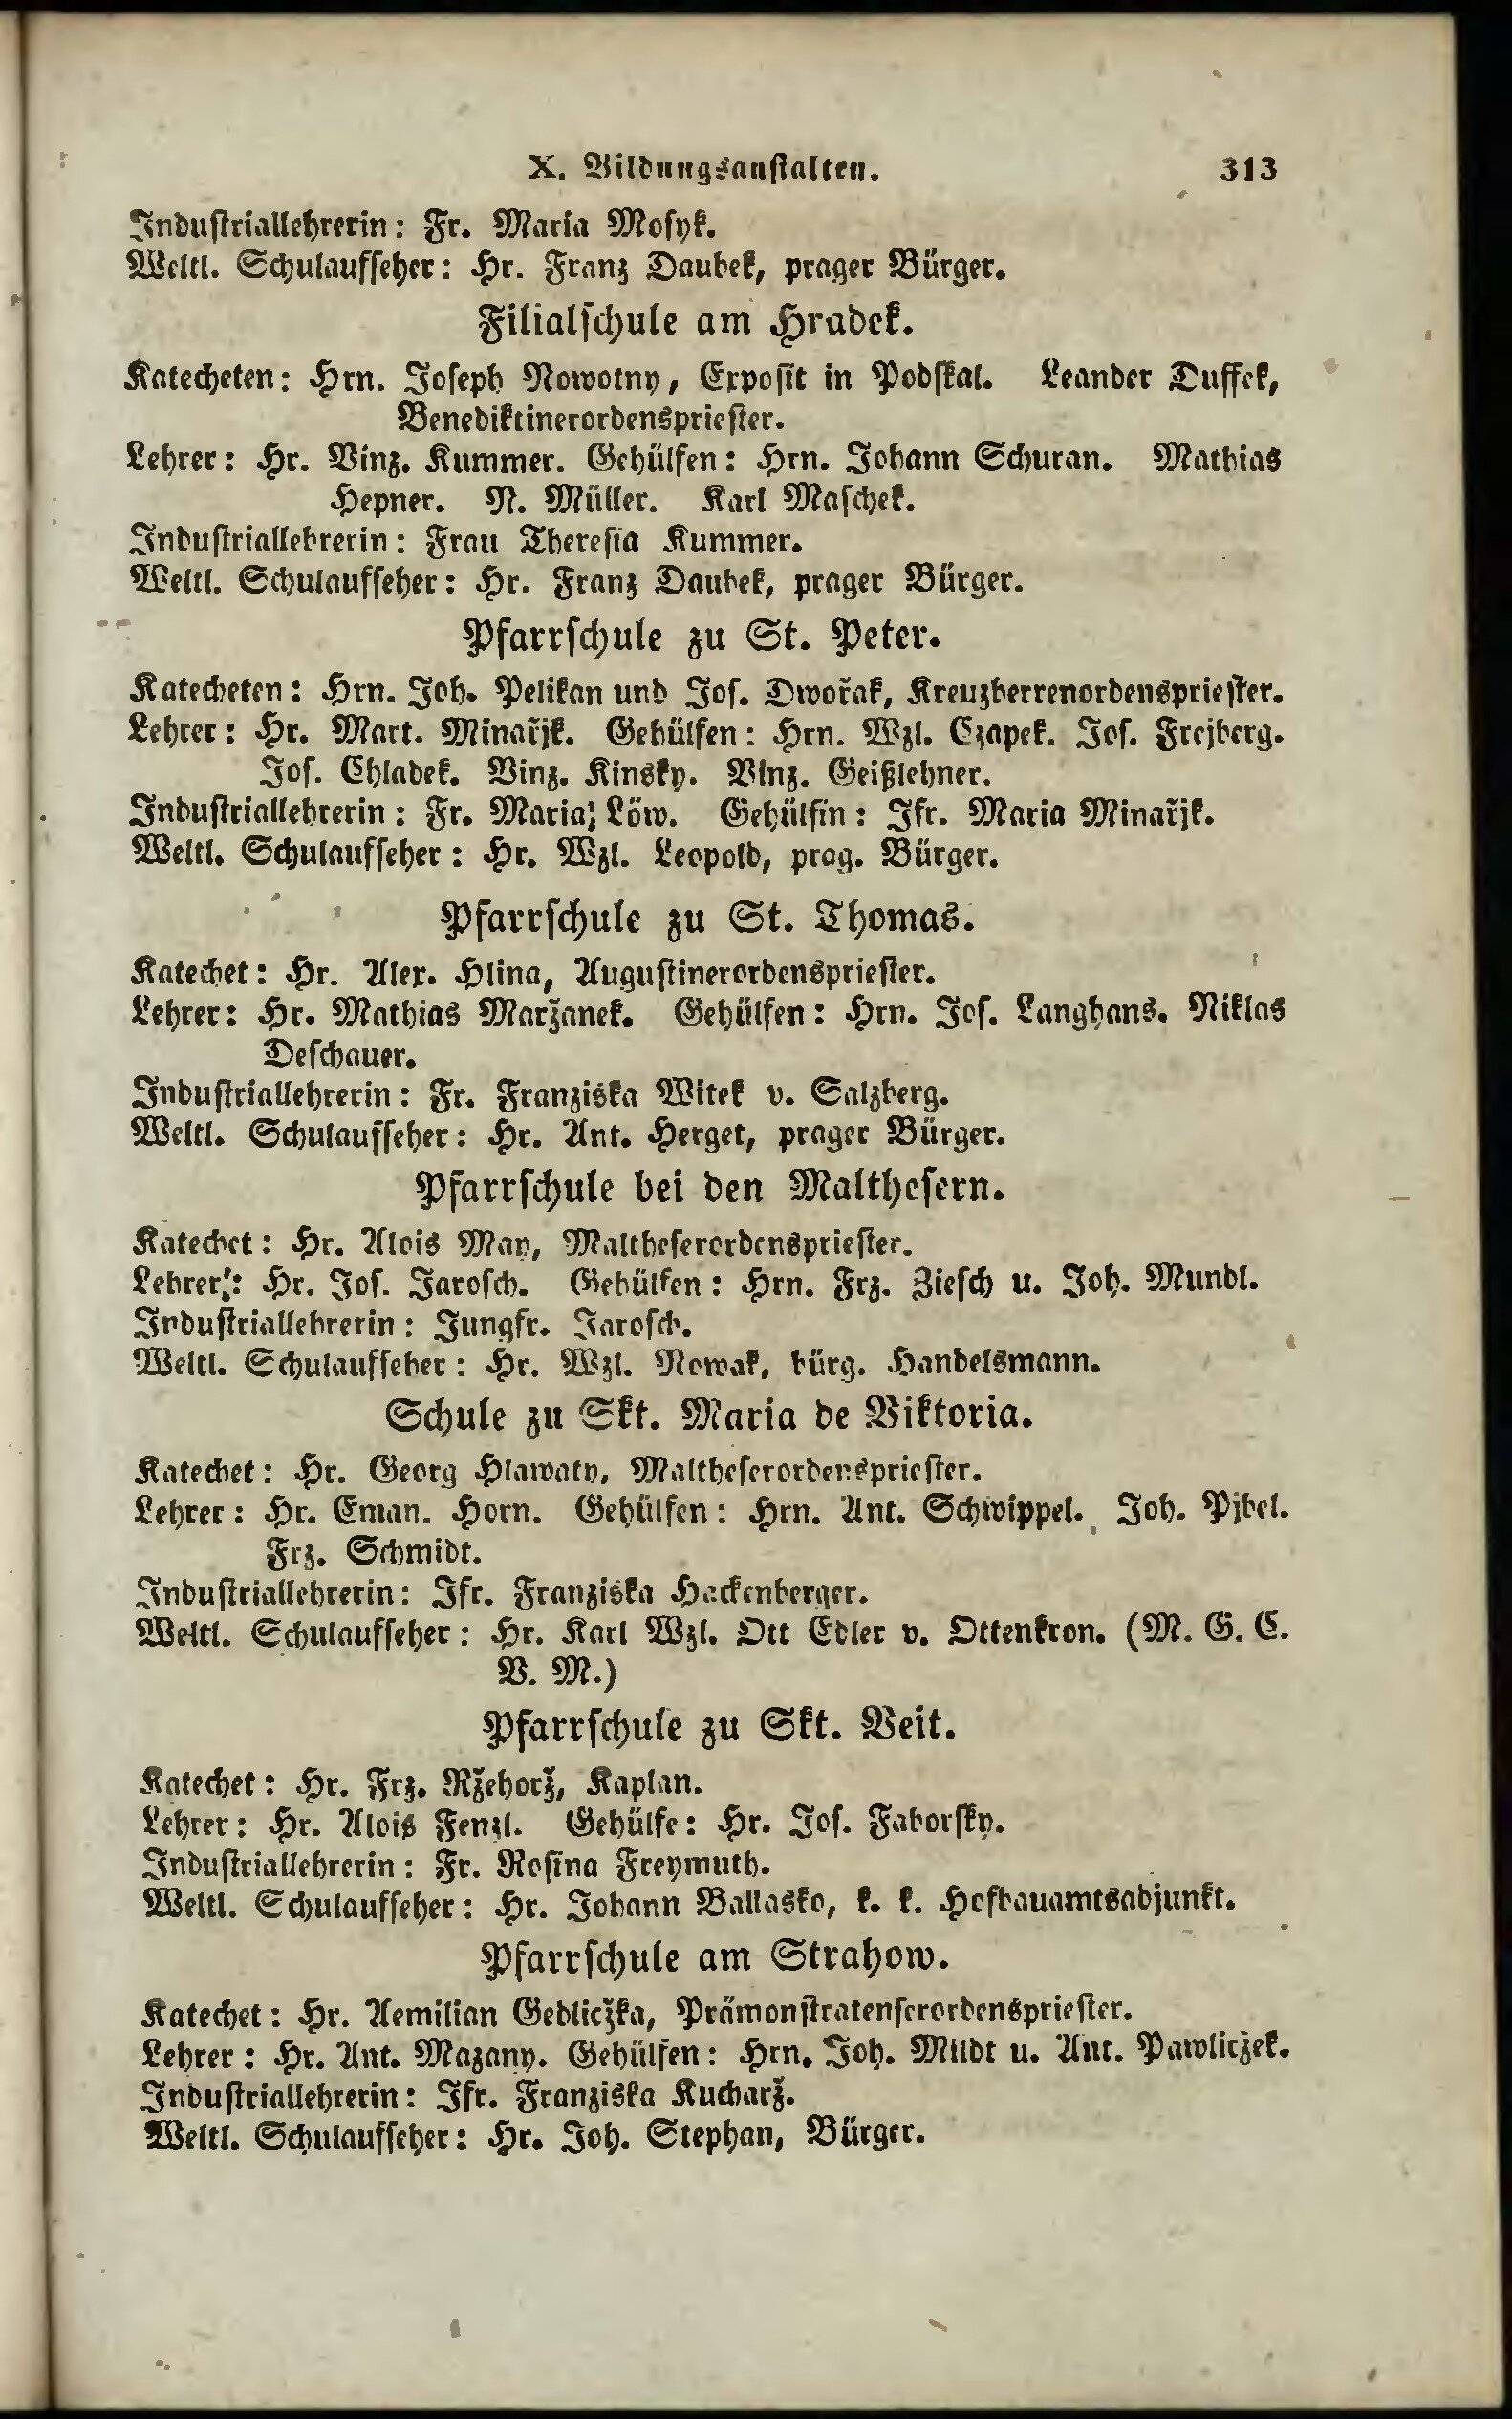 X. Bildungsanstalten. 313
Industriallehrerin: Fr. Maria Mosyk.
Weltl. Schulaufseher: Hr. Franz Daubek, prager Bürger.
Filialschule am Hradek.
Katecheten: Hrn. Joseph Nowotny, Exposit in Podskal. Leander Duffek,
Benediktinerordenspriester.
Lehrer: Hr. Vinz. Kummer. Gehülfen: Hrn. Johann Schuran. Mathias
Hepner. N. Müller. Karl Maschek.
Industriallehrerin: Frau Theresia Kummer.
Weltl. Schulaufseher: Hr. Franz Daubek, prager Bürger.
Pfarrschule zu St. Peter.
Katecheten: Hrn. Joh. Pelikan und Jos. Dwořak, Kreuzherrenordenspriester.
Lehrer: Hr. Mart. Minařjk. Gehülfen: Hrn. Wzl. Czapek. Jos. Frejberg.
Jos. Chladek. Vinz. Kinsky. Vinz. Geißlehner.
Industriallehrerin: Fr. Maria Löw. Gehülfin: Jfr. Maria Minařjk.
Weltl. Schulaufseher: Hr. Wzl. Leopold, prag. Bürger.
Pfarrschule zu St. Thomas.
Katechet: Hr. Alex. Hlina, Augustinerordenspriester.
Lehrer: Hr. Mathias Maržanek. Gehülfen: Hrn. Jos. Langhans. Niklas
Deschauer.
Industriallehrerin: Fr. Franziska Witek v. Salzberg.
Weltl. Schulaufseher: Hr. Ant. Herget, prager Bürger.
Pfarrschule bei den Malthesern.
Katechet: Hr. Alois May, Maltheserordenspriester.
Lehrer: Hr. Jos. Jarosch. Gehülfen: Hrn. Frz. Ziesch u. Joh. Mundl.
Industriallehrerin: Jungfr. Jarosch.
Weltl. Schulaufseher: Hr. Wzl. Nowak, bürg. Handelsmann.
Schule zu Skt. Maria de Viktoria.
Katechet: Hr. Georg Hlawaty, Maltheserordenspriester.
Lehrer: Hr. Eman. Horn. Gehülfen: Hrn. Ant. Schwippel. Joh. Pjbel.
Frz. Schmidt.
Industriallehrerin: Jfr. Franziska Hackenberger.
Weltl. Schulaufseher: Hr. Karl Wzl. Ott Edler v. Ottenkron. (M. G. E.
V. M.)
Pfarrschule zu Skt. Veit.
Katechet: Hr. Frz. Ržehorž, Kaplan.
Lehrer: Hr. Alois Fenzl. Gehülfe: Hr. Jos. Faborsky.
Industriallehrerin: Fr. Rosina Freymuth.
Weltl. Schulaufseher: Hr. Johann Ballasko, k. k. Hofbauamtsadjunkt.
Pfarrschule am Strahow.
Katechet: Hr. Aemilian Gedliczka, Prämonstratenserordenspriester.
Lehrer: Hr. Ant. Mazany. Gehülfen: Hrn. Joh. Mildt u. Ant. Pawliczek.
Industriallehrerin: Jfr. Franziska Kucharž.
Weltl. Schulaufseher: Hr. Joh. Stephan, Bürger.